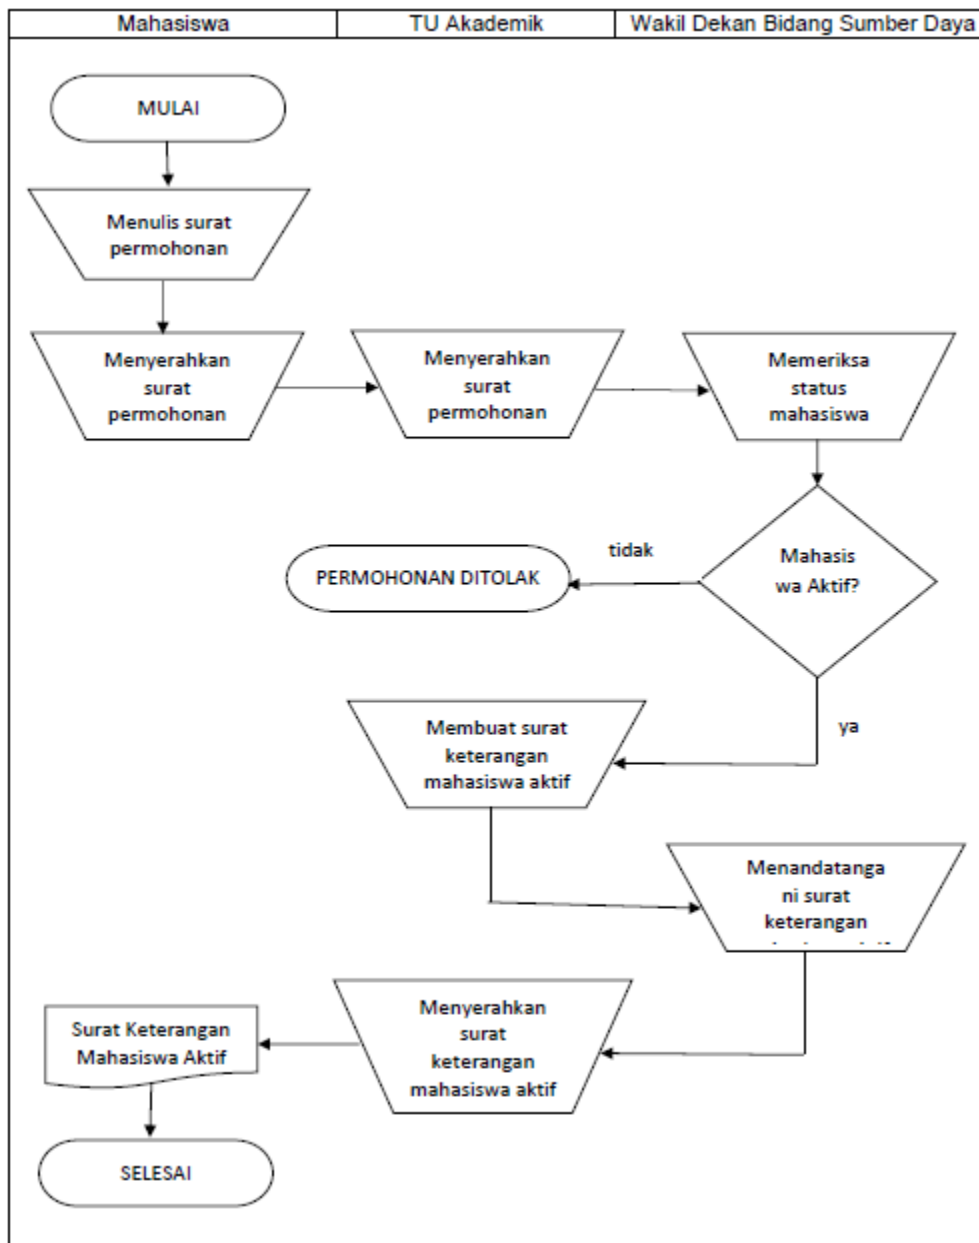 Mahasiswa
TU Akademik
Wakil Dekan Bidang Sumber Daya
MULAI
Menulis surat
permohonan
Menyerahkan
surat
permohonan
Menyerahkan
surat
permohonan
Memeriksa
status
mahasiswa
Mahasis
wa Aktif?
tidak
PERMOHONAN DITOLAK
ya
Membuat surat
keterangan
mahasiswa aktif
Menandatanga
ni surat
keterangan
Menyerahkan
surat
keterangan
mahasiswa aktif
Surat Keterangan
Mahasiswa Aktif
SELESAI